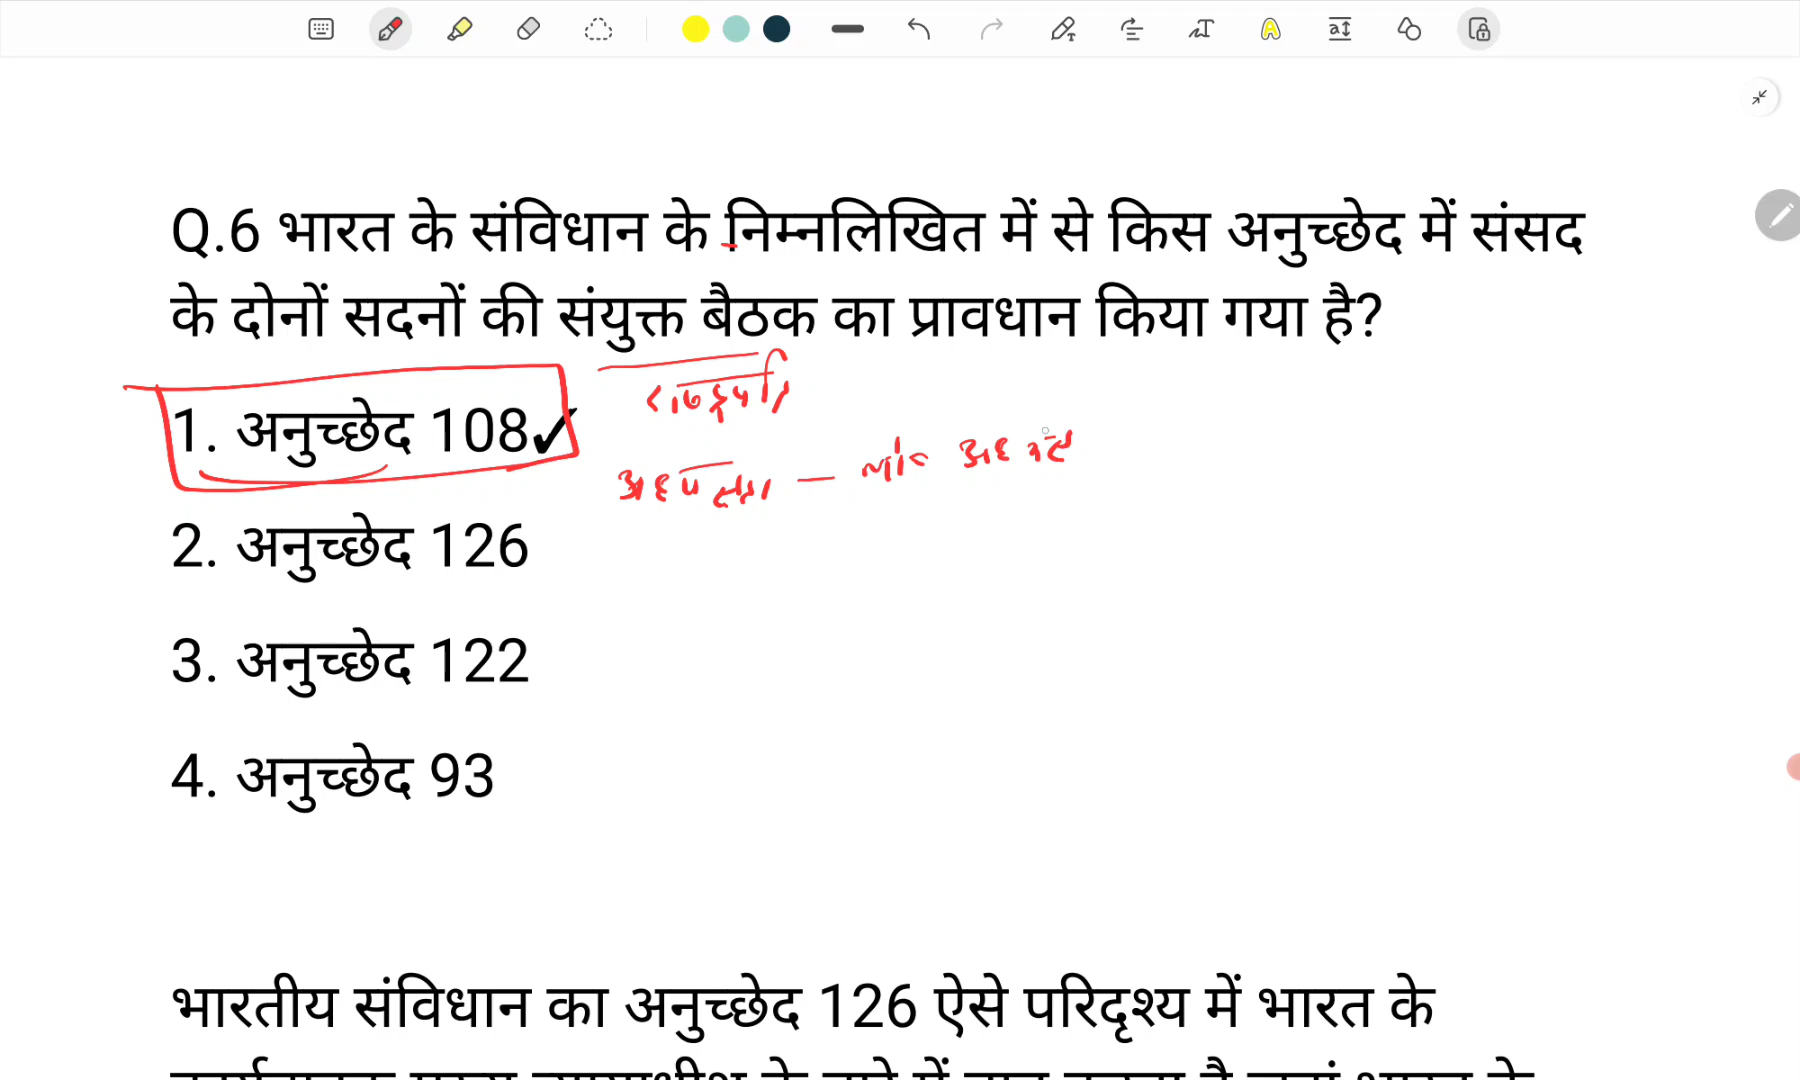 Q.6 भारत के संविधान के निम्नलिखित में से किस अनुच्छेद में संसद
के दोनों सदनों की संयुक्त बैठक का प्रावधान किया गया है?
1. अनुच्छेद 108✓
2. अनुच्छेद 126
3. अनुच्छेद 122
4. अनुच्छेद 93
भारतीय संविधान का अनुच्छेद 126 ऐसे परिदृश्य में भारत के